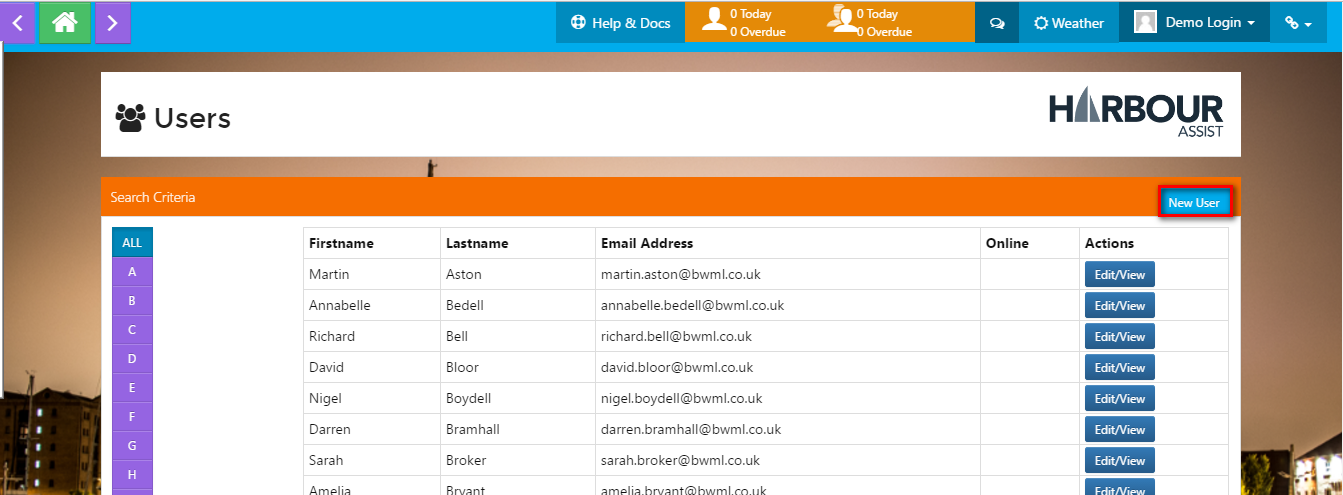 Help & Docs
0 Today
0 Overdue
0 Today
0 Overdue
Weather
Demo Login
Users
HARBOUR
ASSIST
Search Criteria
New User
ALL
A
B
C
D
E
F
G
H
Firstname Lastname Email Address Online Actions
Martin Aston martin.aston@bwml.co.uk Edit/View
Annabelle Bedell annabelle.bedell@bwml.co.uk Edit/View
Richard Bell richard.bell@bwml.co.uk Edit/View
David Bloor david.bloor@bwml.co.uk Edit/View
Nigel Boydell nigel.boydell@bwml.co.uk Edit/View
Darren Bramhall darren.bramhall@bwml.co.uk Edit/View
Sarah Broker sarah.broker@bwml.co.uk Edit/View
Amelia Bryant amelia.bryant@bwml.co.uk Edit/View